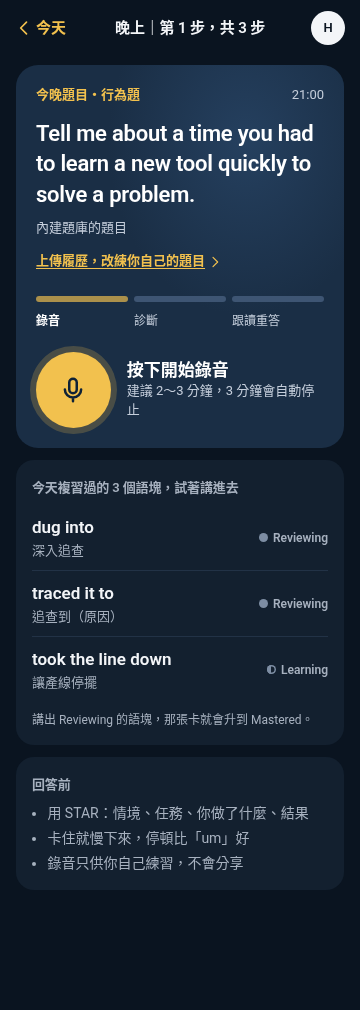 今天
晚上｜第 1 步，共 3 步
H
今晚題目・行為題
21:00
Tell me about a time you had
to learn a new tool quickly to
solve a problem.
內建題庫的題目
上傳履歷，改練你自己的題目
錄音
診斷
跟讀重答
按下開始錄音
建議 2～3 分鐘，3 分鐘會自動停
止
今天複習過的 3 個語塊，試著講進去
dug into
Reviewing
深入追查
traced it to
Reviewing
追查到（原因）
took the line down
Learning
讓產線停擺
講出 Reviewing 的語塊，那張卡就會升到 Mastered。
回答前
• 用 STAR：情境、任務、你做了什麼、結果
• 卡住就慢下來，停頓比「um」好
• 錄音只供你自己練習，不會分享